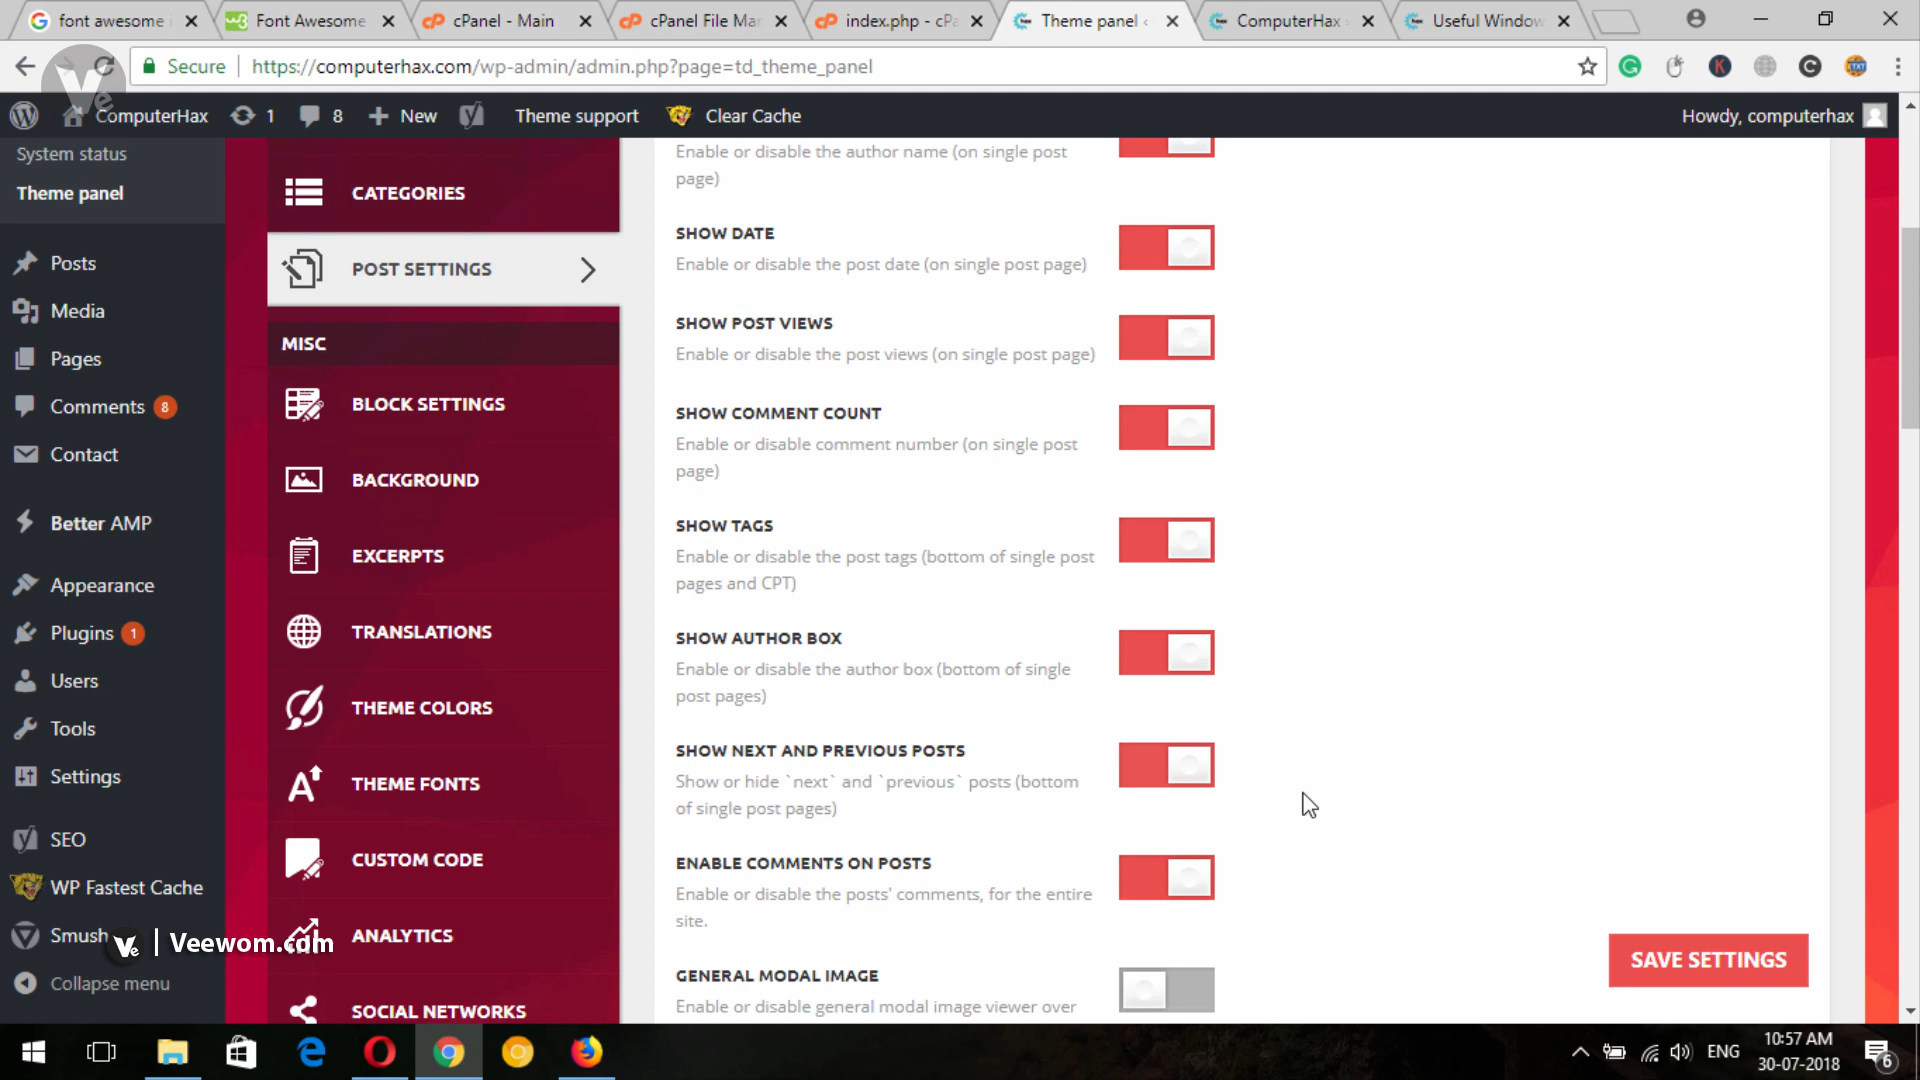 font awesome i
Font Awesome
cPanel - Main
cPanel File Mar
index.php - cPa
Theme panel ‹
ComputerHax
Useful Window
Secure
https://computerhax.com/wp-admin/admin.php?page=td_theme_panel
ComputerHax
1
8
New
Theme support
Clear Cache
Howdy, computerhax
System status
Theme panel
Posts
Media
Pages
Comments 8
Contact
Better AMP
Appearance
Plugins 1
Users
Tools
Settings
SEO
WP Fastest Cache
Smush
Collapse menu
Ve | Veewom.com
CATEGORIES
POST SETTINGS
MISC
BLOCK SETTINGS
BACKGROUND
EXCERPTS
TRANSLATIONS
THEME COLORS
THEME FONTS
CUSTOM CODE
ANALYTICS
SOCIAL NETWORKS
Enable or disable the author name (on single post
page)
SHOW DATE
Enable or disable the post date (on single post page)
SHOW POST VIEWS
Enable or disable the post views (on single post page)
SHOW COMMENT COUNT
Enable or disable comment number (on single post
page)
SHOW TAGS
Enable or disable the post tags (bottom of single post
pages and CPT)
SHOW AUTHOR BOX
Enable or disable the author box (bottom of single
post pages)
SHOW NEXT AND PREVIOUS POSTS
Show or hide `next` and `previous` posts (bottom
of single post pages)
ENABLE COMMENTS ON POSTS
Enable or disable the posts' comments, for the entire
site.
GENERAL MODAL IMAGE
Enable or disable general modal image viewer over
SAVE SETTINGS
ENG
10:57 AM
30-07-2018
6